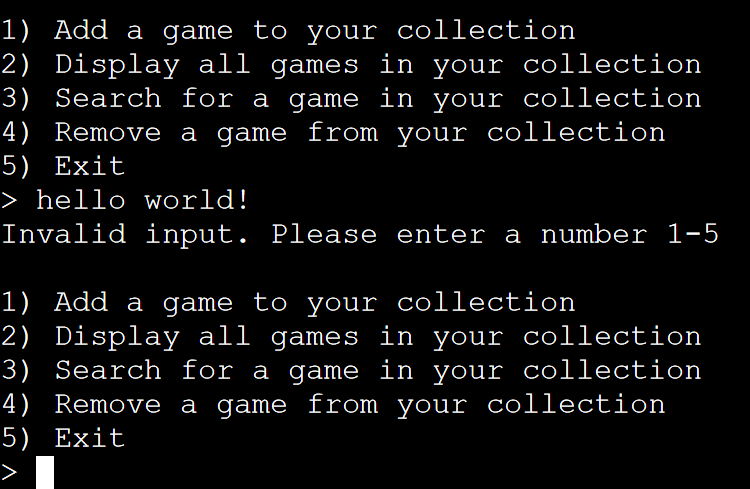 1) Add a game to your collection
2) Display all games in your collection
3) Search for a game in your collection
4) Remove a game from your collection
5) Exit
> hello world!
Invalid input. Please enter a number 1-5
1) Add a game to your collection
2) Display all games in your collection
3) Search for a game in your collection
4) Remove a game from your collection
5) Exit
>